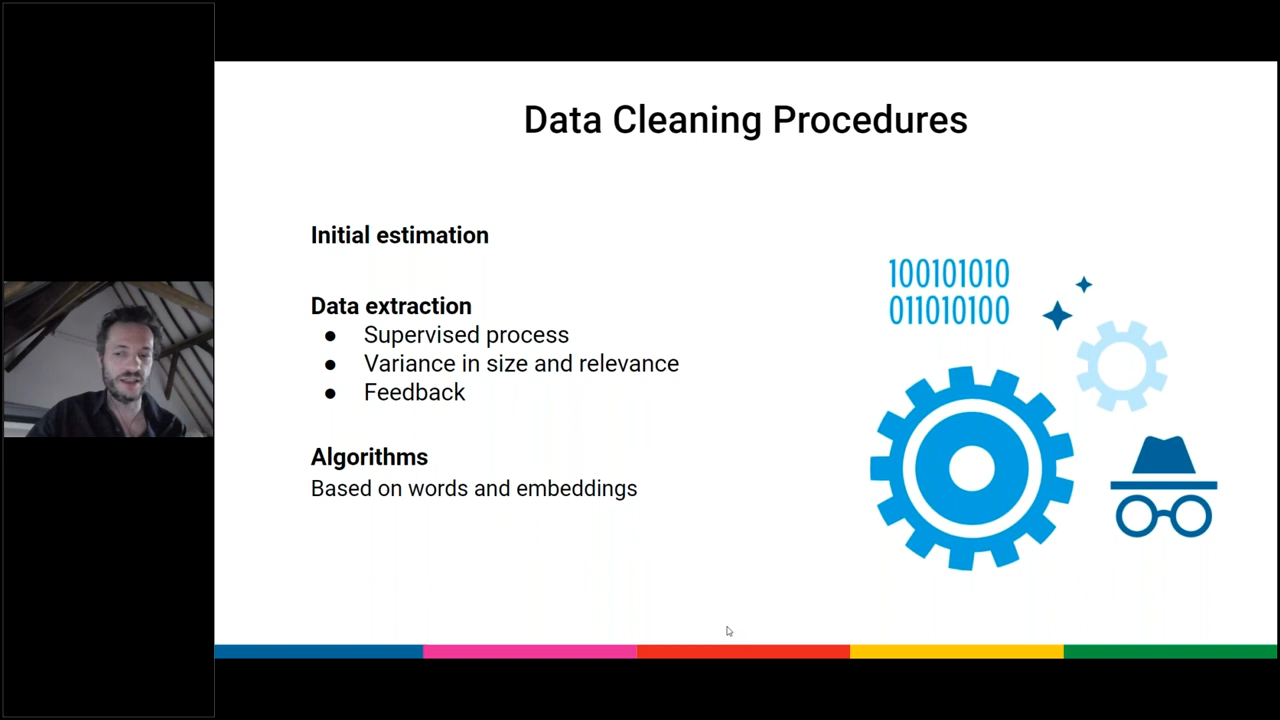 Data Cleaning Procedures
Initial estimation
Data extraction
● Supervised process
● Variance in size and relevance
● Feedback
Algorithms
Based on words and embeddings
100101010
011010100